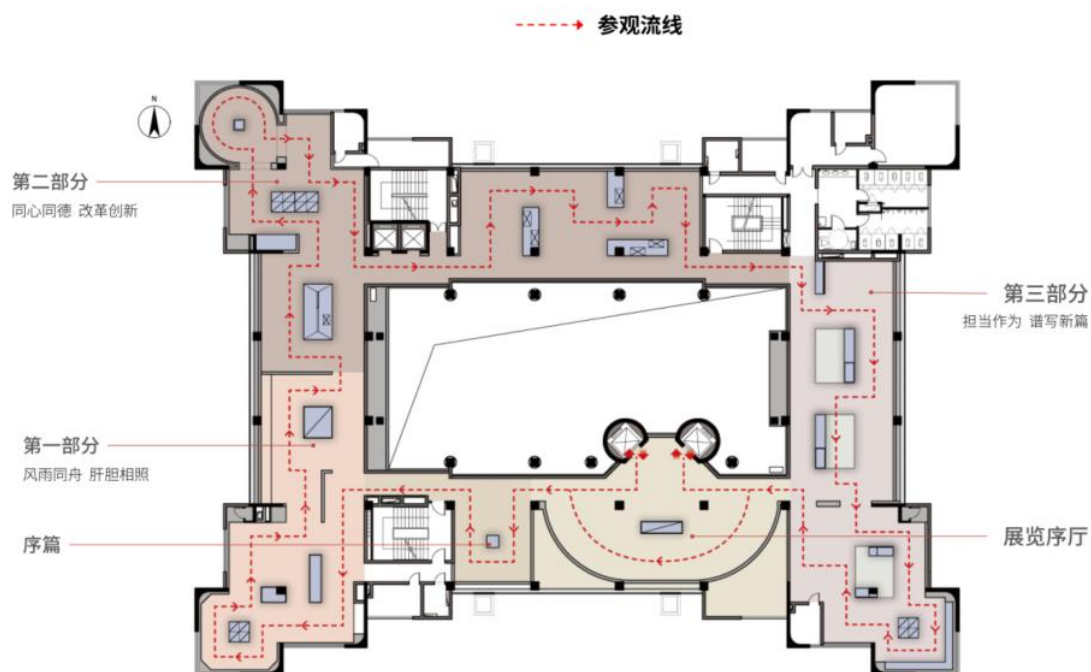 参观流线
N
第二部分
同心同德 改革创新
第三部分
担当作为 谱写新篇
第一部分
风雨同舟 肝胆相照
序篇
展览序厅